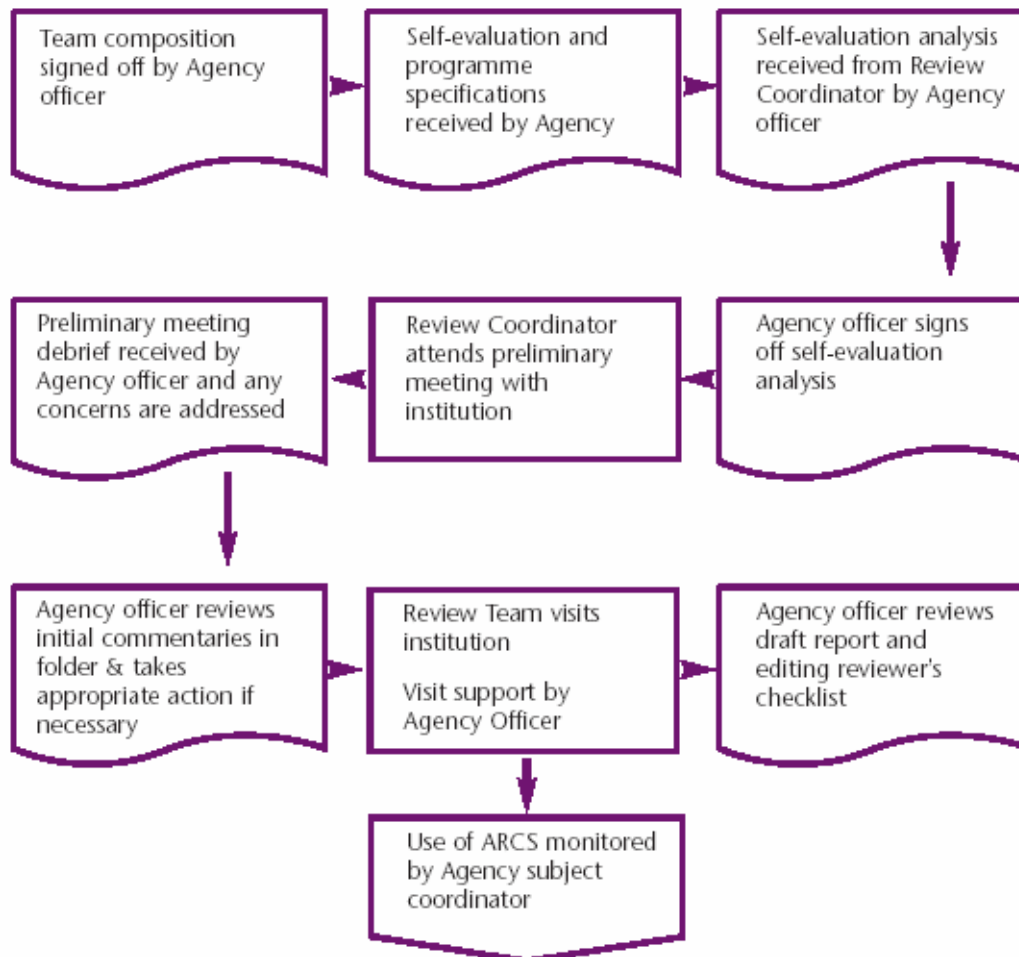 Team composition
signed off by Agency
officer
Self-evaluation and
programme
specifications
received by Agency
Self-evaluation analysis
received from Review
Coordinator by Agency
officer
Agency officer signs
off self-evaluation
analysis
Review Coordinator
attends preliminary
meeting with
institution
Preliminary meeting
debrief received by
Agency officer and any
concerns are addressed
Agency officer reviews
initial commentaries in
folder & takes
appropriate action if
necessary
Review Team visits
institution
Visit support by
Agency Officer
Agency officer reviews
draft report and
editing reviewer's
checklist
Use of ARCS monitored
by Agency subject
coordinator